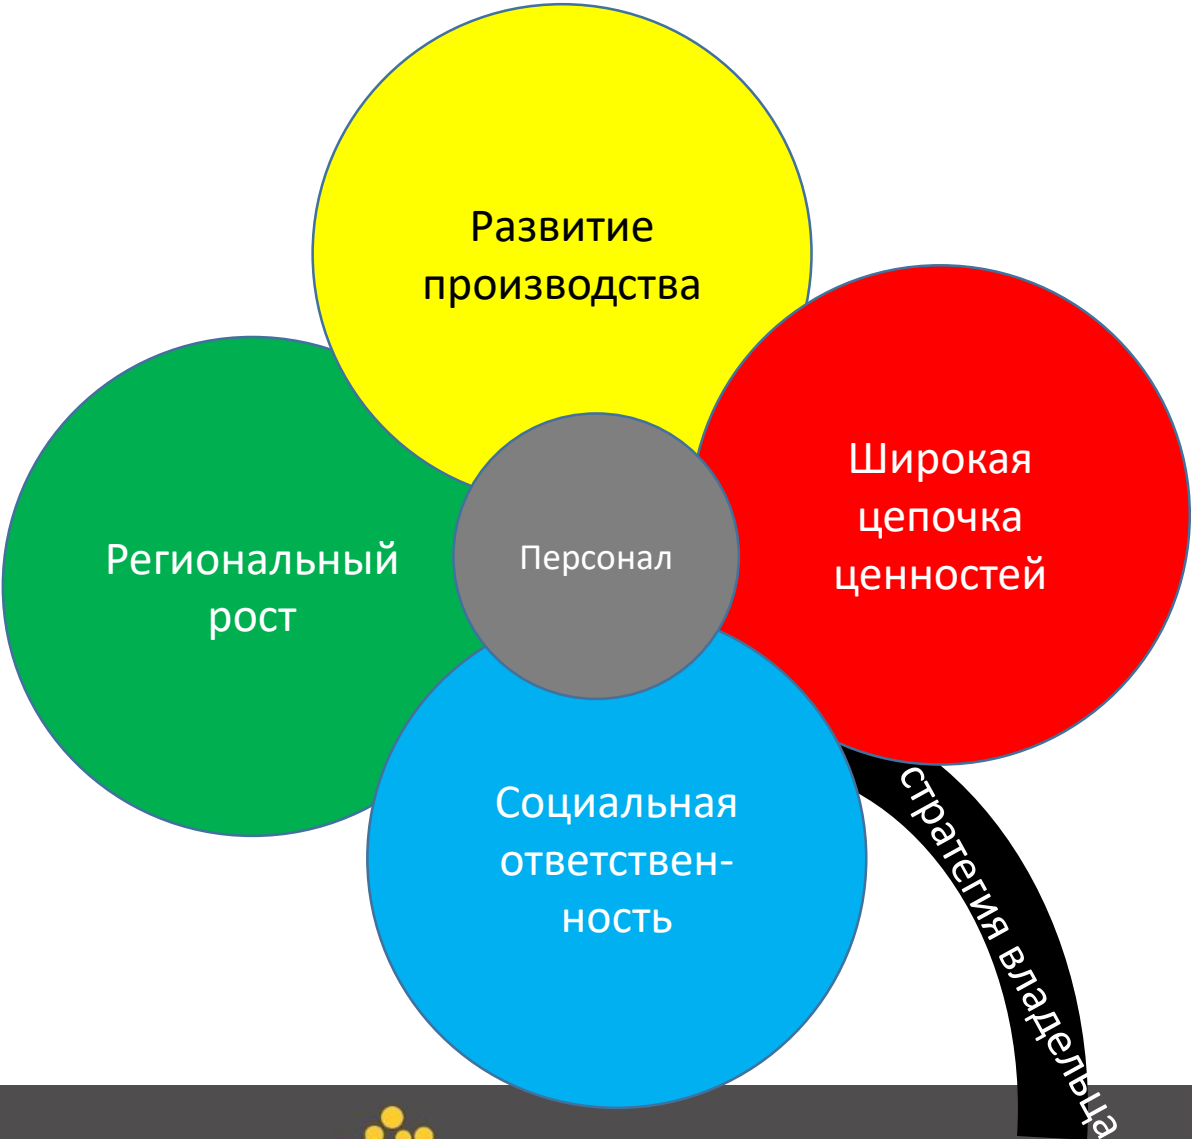 Развитие
производства
Широкая
цепочка
ценностей
Региональный
рост
Персонал
Социальная
ответствен-
ность
стратегия владельца